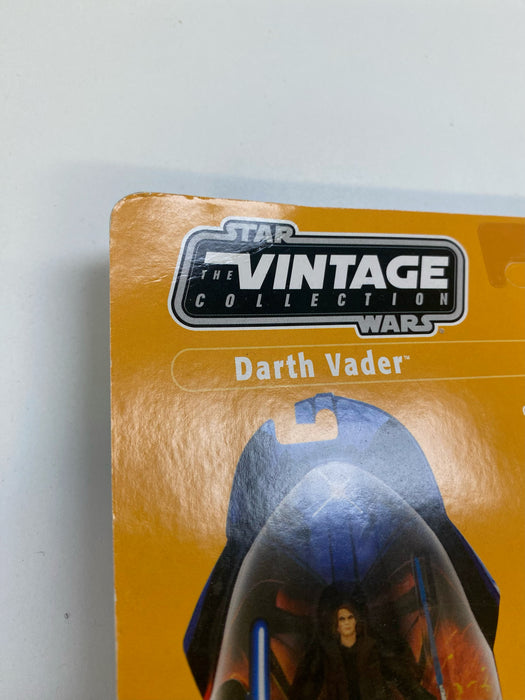 STAR
THE VINTAGE
COLLECTION
WARS
Darth Vader™